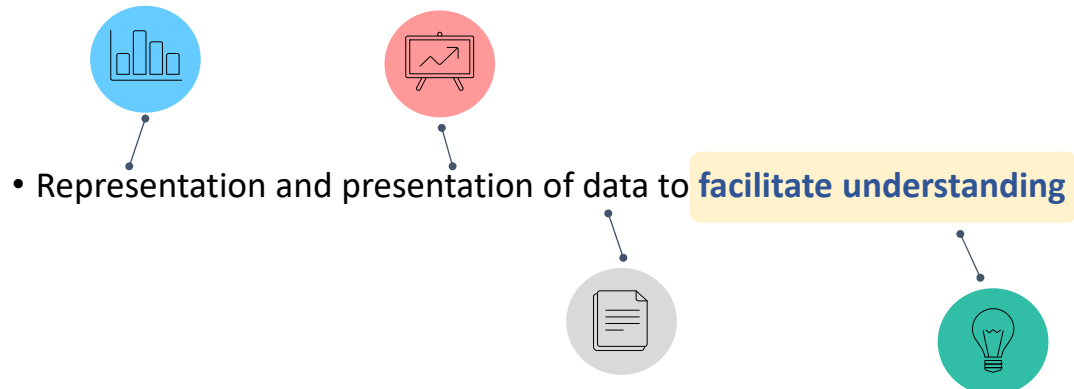 • Representation and presentation of data to facilitate understanding